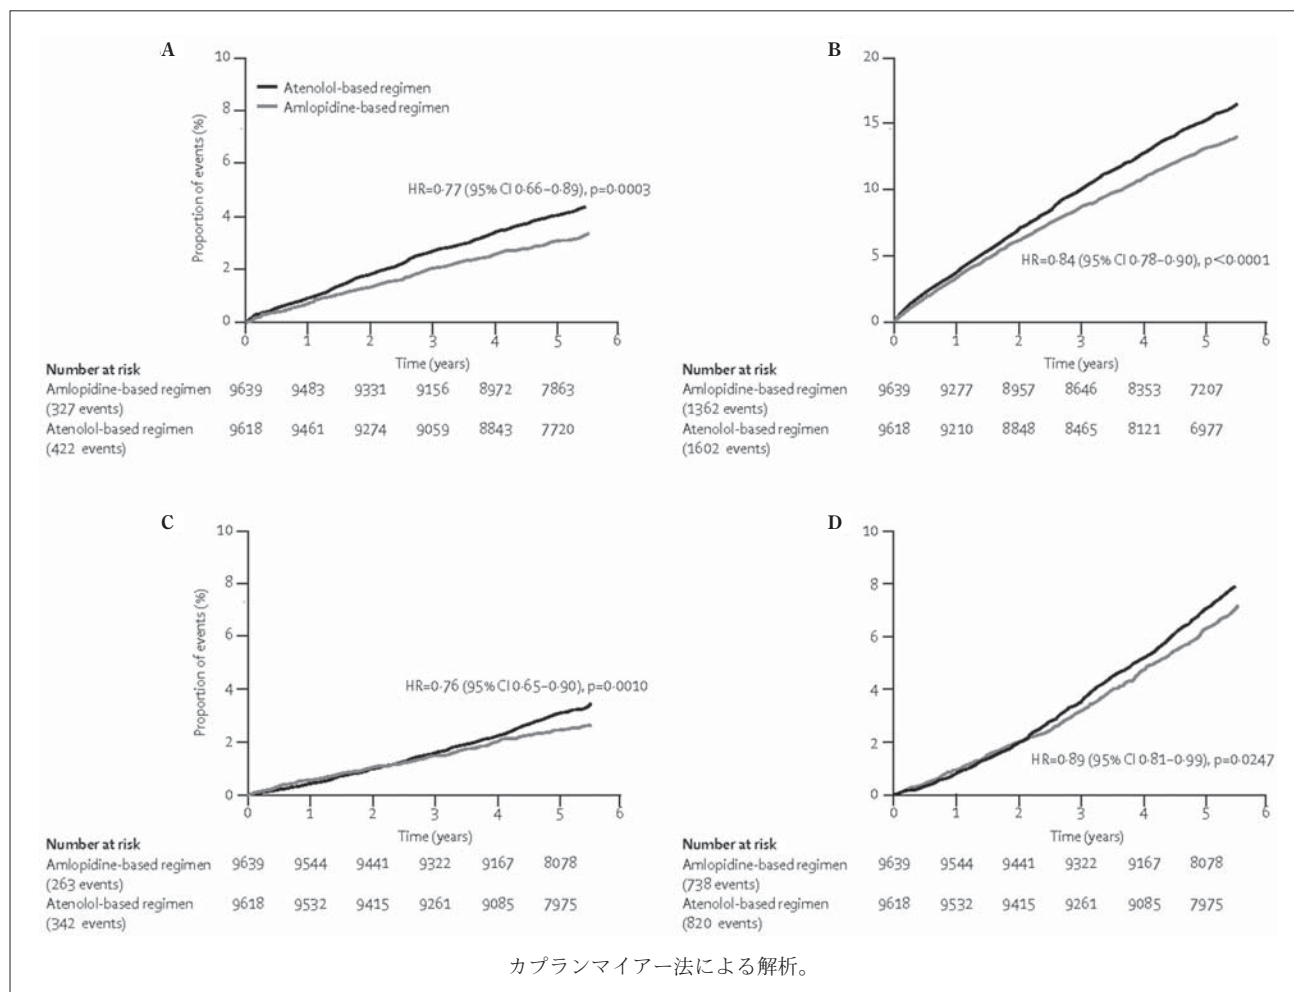 A
10
8
6
4
2
0
Proportion of events (%)
Atenolol-based regimen
Amlopidine-based regimen
HR=0·77 (95% CI 0·66–0·89), p=0·0003
0 1 2 3 4 5 6
Time (years)
Number at risk
Amlopidine-based regimen 9639 9483 9331 9156 8972 7863
(327 events)
Atenolol-based regimen 9618 9461 9274 9059 8843 7720
(422 events)
B
20
15
10
5
0
HR=0·84 (95% CI 0·78–0·90), p<0·0001
0 1 2 3 4 5 6
Time (years)
Number at risk
Amlopidine-based regimen 9639 9277 8957 8646 8353 7207
(1362 events)
Atenolol-based regimen 9618 9210 8848 8465 8121 6977
(1602 events)
C
10
8
6
4
2
0
Proportion of events (%)
HR=0·76 (95% CI 0·65–0·90), p=0·0010
0 1 2 3 4 5 6
Time (years)
Number at risk
Amlopidine-based regimen 9639 9544 9441 9322 9167 8078
(263 events)
Atenolol-based regimen 9618 9532 9415 9261 9085 7975
(342 events)
D
10
8
6
4
2
0
HR=0·89 (95% CI 0·81–0·99), p=0·0247
0 1 2 3 4 5 6
Time (years)
Number at risk
Amlopidine-based regimen 9639 9544 9441 9322 9167 8078
(738 events)
Atenolol-based regimen 9618 9532 9415 9261 9085 7975
(820 events)
カプランマイアー法による解析。